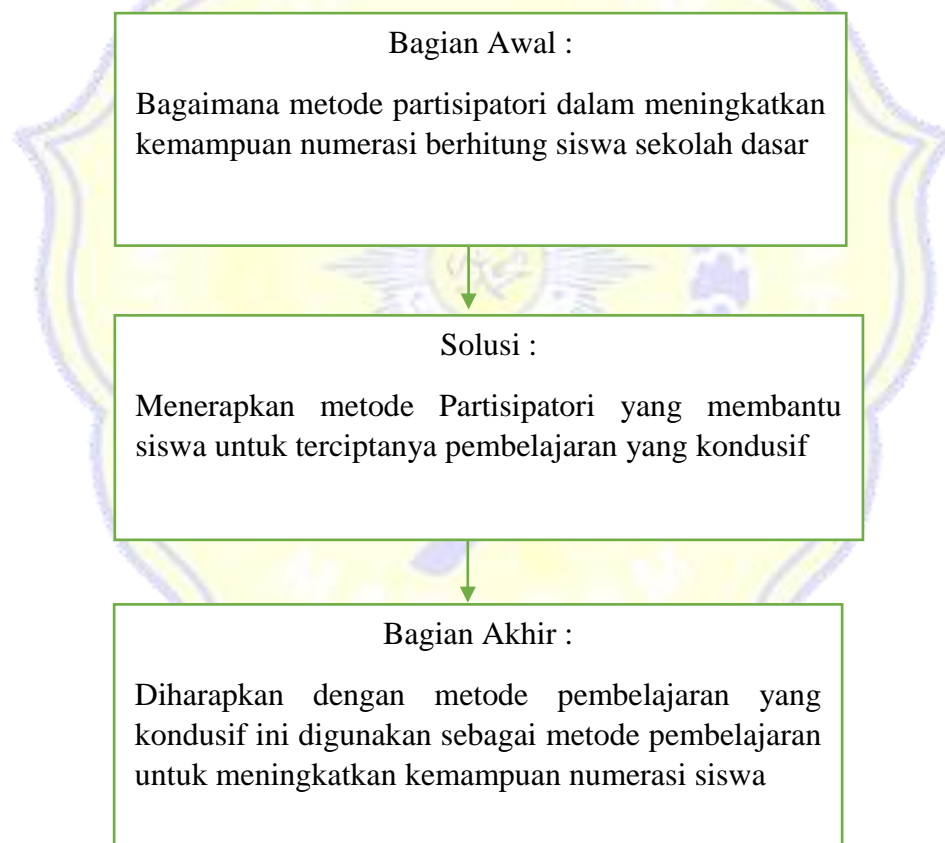 Bagian Awal :
Bagaimana metode partisipatori dalam meningkatkan
kemampuan numerasi berhitung siswa sekolah dasar
Solusi :
Menerapkan metode Partisipatori yang membantu
siswa untuk terciptanya pembelajaran yang kondusif
Bagian Akhir :
Diharapkan dengan metode pembelajaran yang
kondusif ini digunakan sebagai metode pembelajaran
untuk meningkatkan kemampuan numerasi siswa